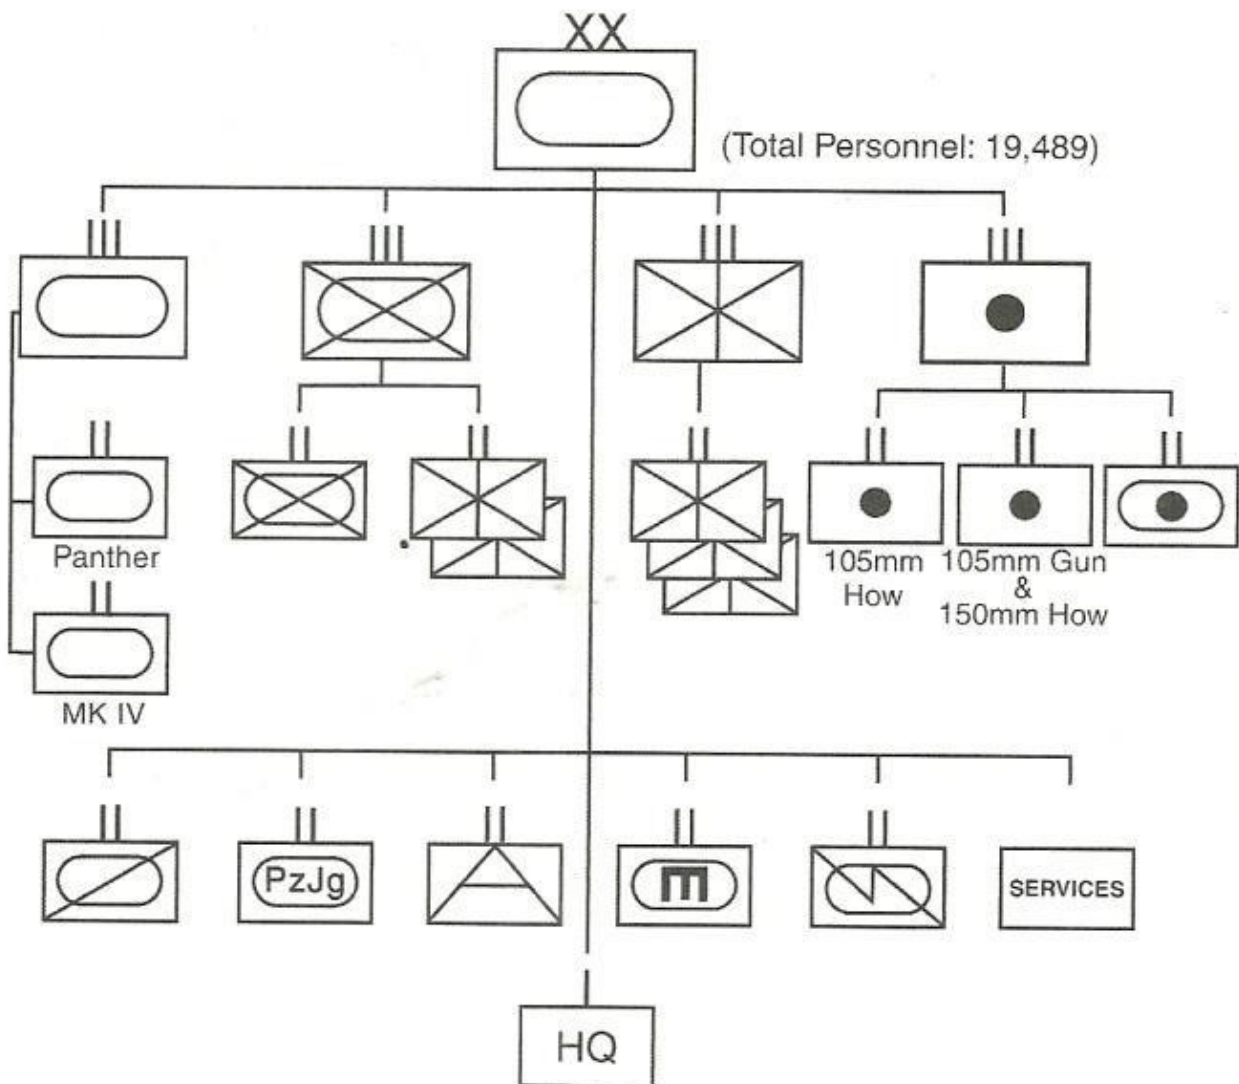 XX
(Total Personnel: 19,489)
Panther
MK IV
105mm
How
105mm Gun
&
150mm How
PzJg
SERVICES
HQ